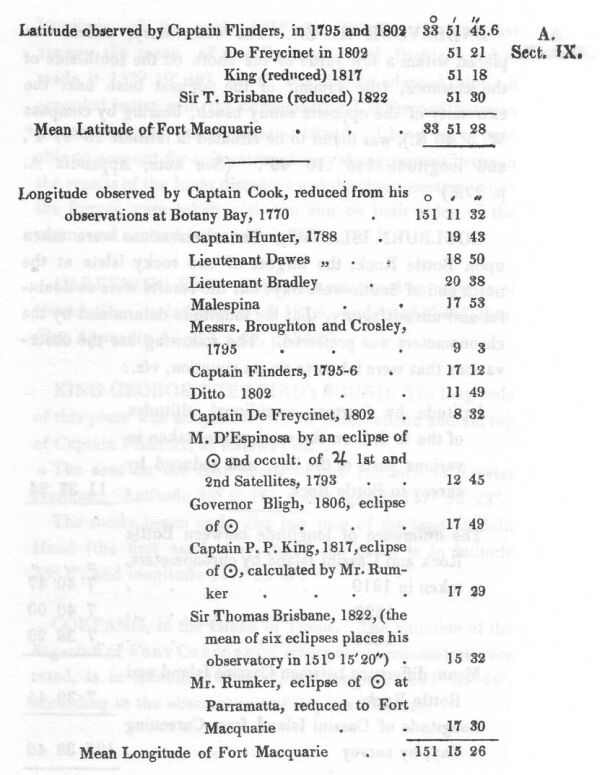 ° ′ ″
Latitude observed by Captain Flinders, in 1795 and 1802 33 51 45.6
A.
Sect. IX.
De Freycinet in 1802 51 21
King (reduced) 1817 51 18
Sir T. Brisbane (reduced) 1822 51 28
Mean Latitude of Fort Macquarie . . . 33 51 28
Longitude observed by Captain Cook, reduced from his ° ′ ″
observations at Botany Bay, 1770 . . 151 11 32
Captain Hunter, 1788 . . 19 43
Lieutenant Dawes „ . . 18 50
Lieutenant Bradley . . 20 38
Malespina . . . 17 53
Messrs. Broughton and Crosley,
1795 . . . . 9 3
Captain Flinders, 1795-6 . 17 12
Ditto 1802 . . . 11 49
Captain De Freycinet, 1802 . 8 32
M. D'Espinosa by an eclipse of
☉ and occult. of ♃ 1st and
2nd Satellites, 1793 . . 12 45
Governor Bligh, 1806, eclipse
of ☉ . . . . 17 49
Captain P. P. King, 1817, eclipse
of ☉, calculated by Mr. Rum-
ker . . . . 17 29
Sir Thomas Brisbane, 1822, (the
mean of six eclipses places his
observatory in 151° 15′ 20″) . 15 32
Mr. Rumker, eclipse of ☉ at
Parramatta, reduced to Fort
Macquarie . . . 17 30
Mean Longitude of Fort Macquarie . . . 151 15 26